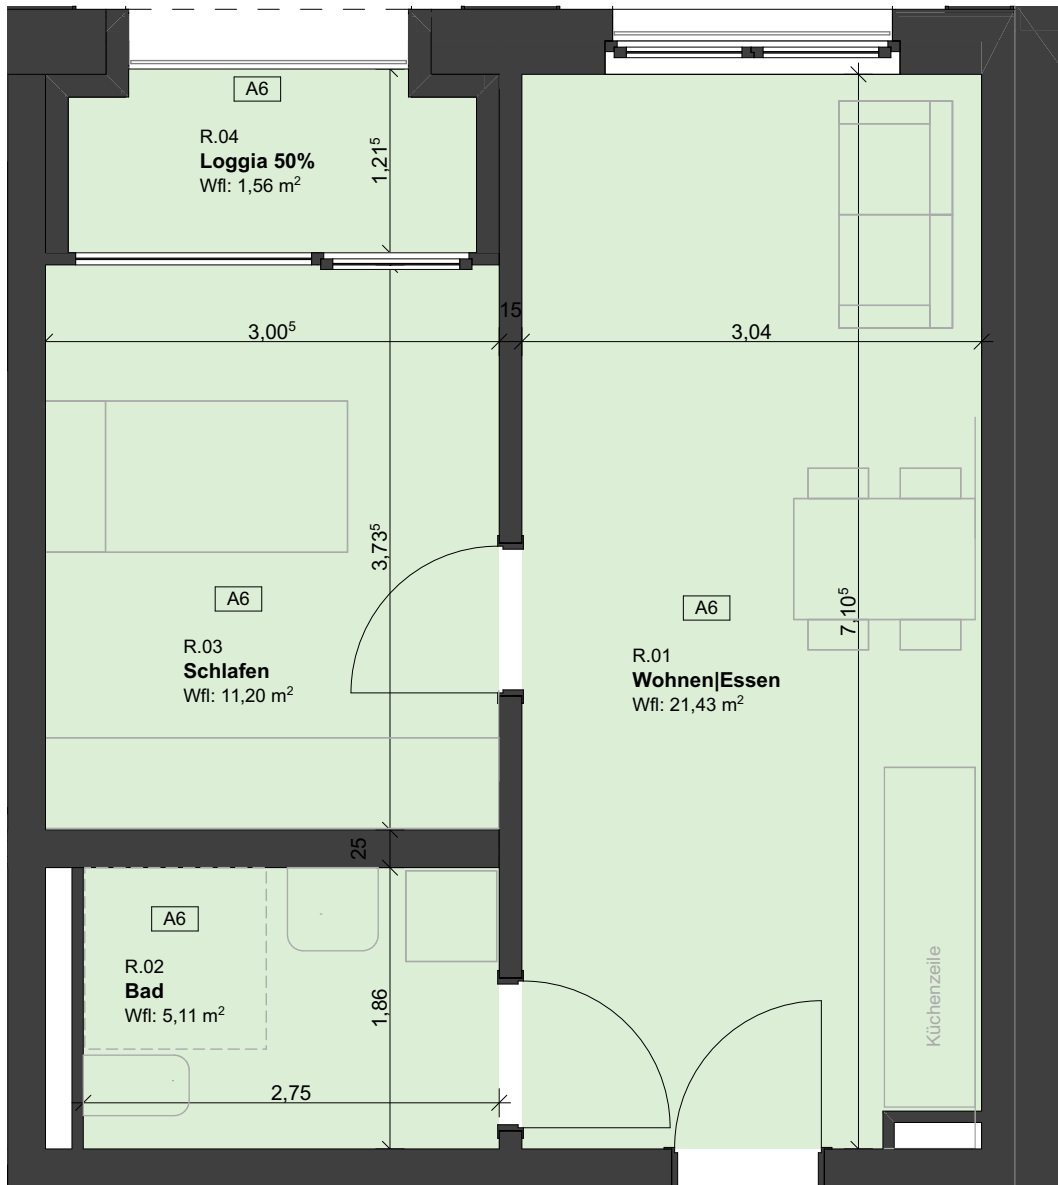 A6
R.04
Loggia 50%
Wfl: 1,56 m²
1,21⁵
15
3,00⁵
3,04
3,73⁵
A6
R.03
Schlafen
Wfl: 11,20 m²
A6
7,10⁵
R.01
Wohnen|Essen
Wfl: 21,43 m²
25
A6
R.02
Bad
Wfl: 5,11 m²
1,86
2,75
Küchenzeile